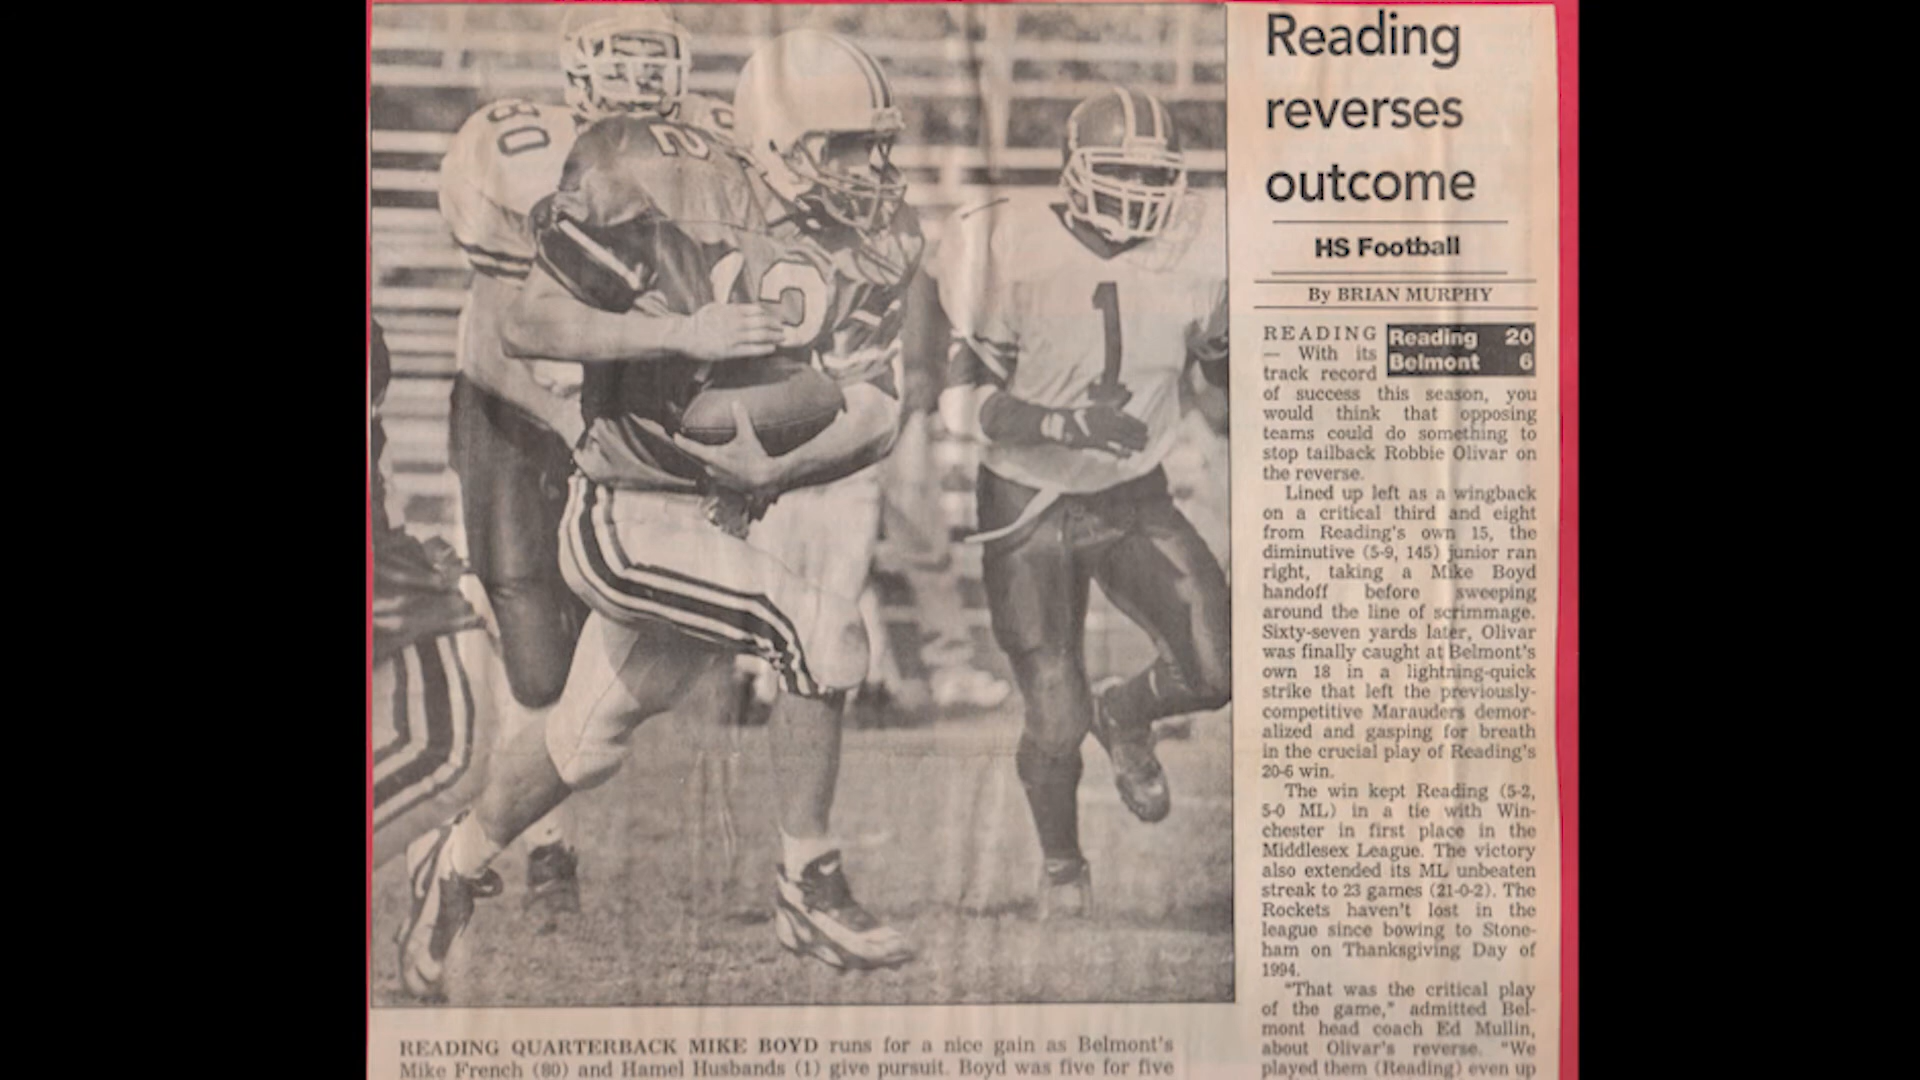 Reading
reverses
outcome
HS Football
By BRIAN MURPHY
READING
— With its
track record
Reading 20
Belmont 6
of success this season, you
would think that opposing
teams could do something to
stop tailback Robbie Olivar on
the reverse.
Lined up left as a wingback
on a critical third and eight
from Reading's own 15, the
diminutive (5-9, 145) junior ran
right, taking a Mike Boyd
handoff before sweeping
around the line of scrimmage.
Sixty-seven yards later, Olivar
was finally caught at Belmont's
own 18 in a lightning-quick
strike that left the previously-
competitive Marauders demor-
alized and gasping for breath
in the crucial play of Reading's
20-6 win.
The win kept Reading (5-2,
5-0 ML) in a tie with Win-
chester in first place in the
Middlesex League. The victory
also extended its ML unbeaten
streak to 23 games (21-0-2). The
Rockets haven't lost in the
league since bowing to Stone-
ham on Thanksgiving Day of
1994.
"That was the critical play
of the game," admitted Bel-
mont head coach Ed Mullin,
about Olivar's reverse. "We
played them (Reading) even up
80
2
12
1
READING QUARTERBACK MIKE BOYD runs for a nice gain as Belmont's
Mike French (80) and Hamel Husbands (1) give pursuit. Boyd was five for five